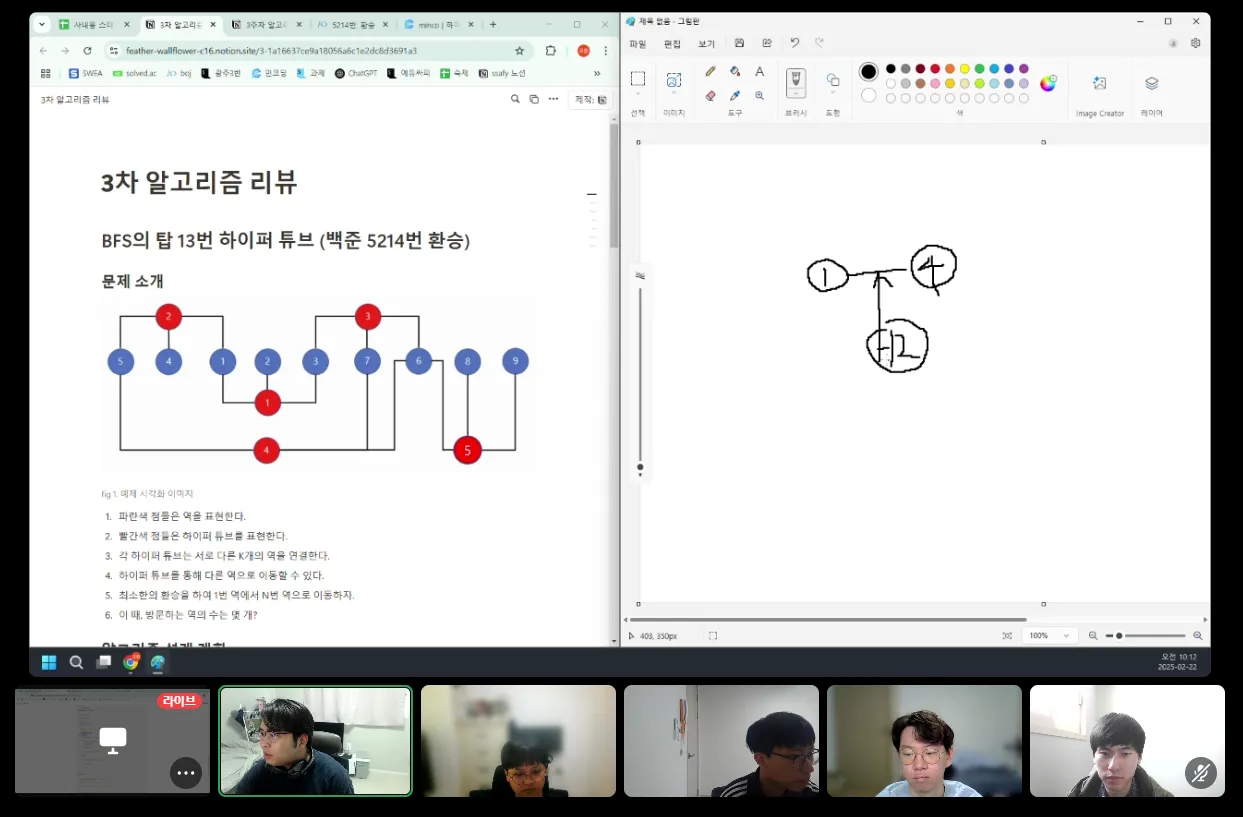 사내용 스터
3차 알고리즘
3주차 알고리
5214번 환승
minco | 하이
feather-wallflower-c16.notion.site/3-1a16637ce9a18056a6c1e2dc8d3691a3
SWEA
solved.ac
boj
광주3반
민코딩
과제
ChatGPT
에듀싸피
숙제
ssafy 노션
3차 알고리즘 리뷰
제작:
3차 알고리즘 리뷰
BFS의 탑 13번 하이퍼 튜브 (백준 5214번 환승)
문제 소개
2 3
5 4 1 2 3 7 6 8 9
1
4 5
fig 1. 예제 시각화 이미지
1. 파란색 점들은 역을 표현한다.
2. 빨간색 점들은 하이퍼 튜브를 표현한다.
3. 각 하이퍼 튜브는 서로 다른 K개의 역을 연결한다.
4. 하이퍼 튜브를 통해 다른 역으로 이동할 수 있다.
5. 최소한의 환승을 하여 1번 역에서 N번 역으로 이동하자.
6. 이 때, 방문하는 역의 수는 몇 개?
알고리즘 설계 계획
제목 없음 - 그림판
파일 편집 보기
선택
이미지
도구
브러시
도형
색
Image Creator
레이어
1 4
12
403, 350px
100%
오전 10:12
2025-02-22
라이브